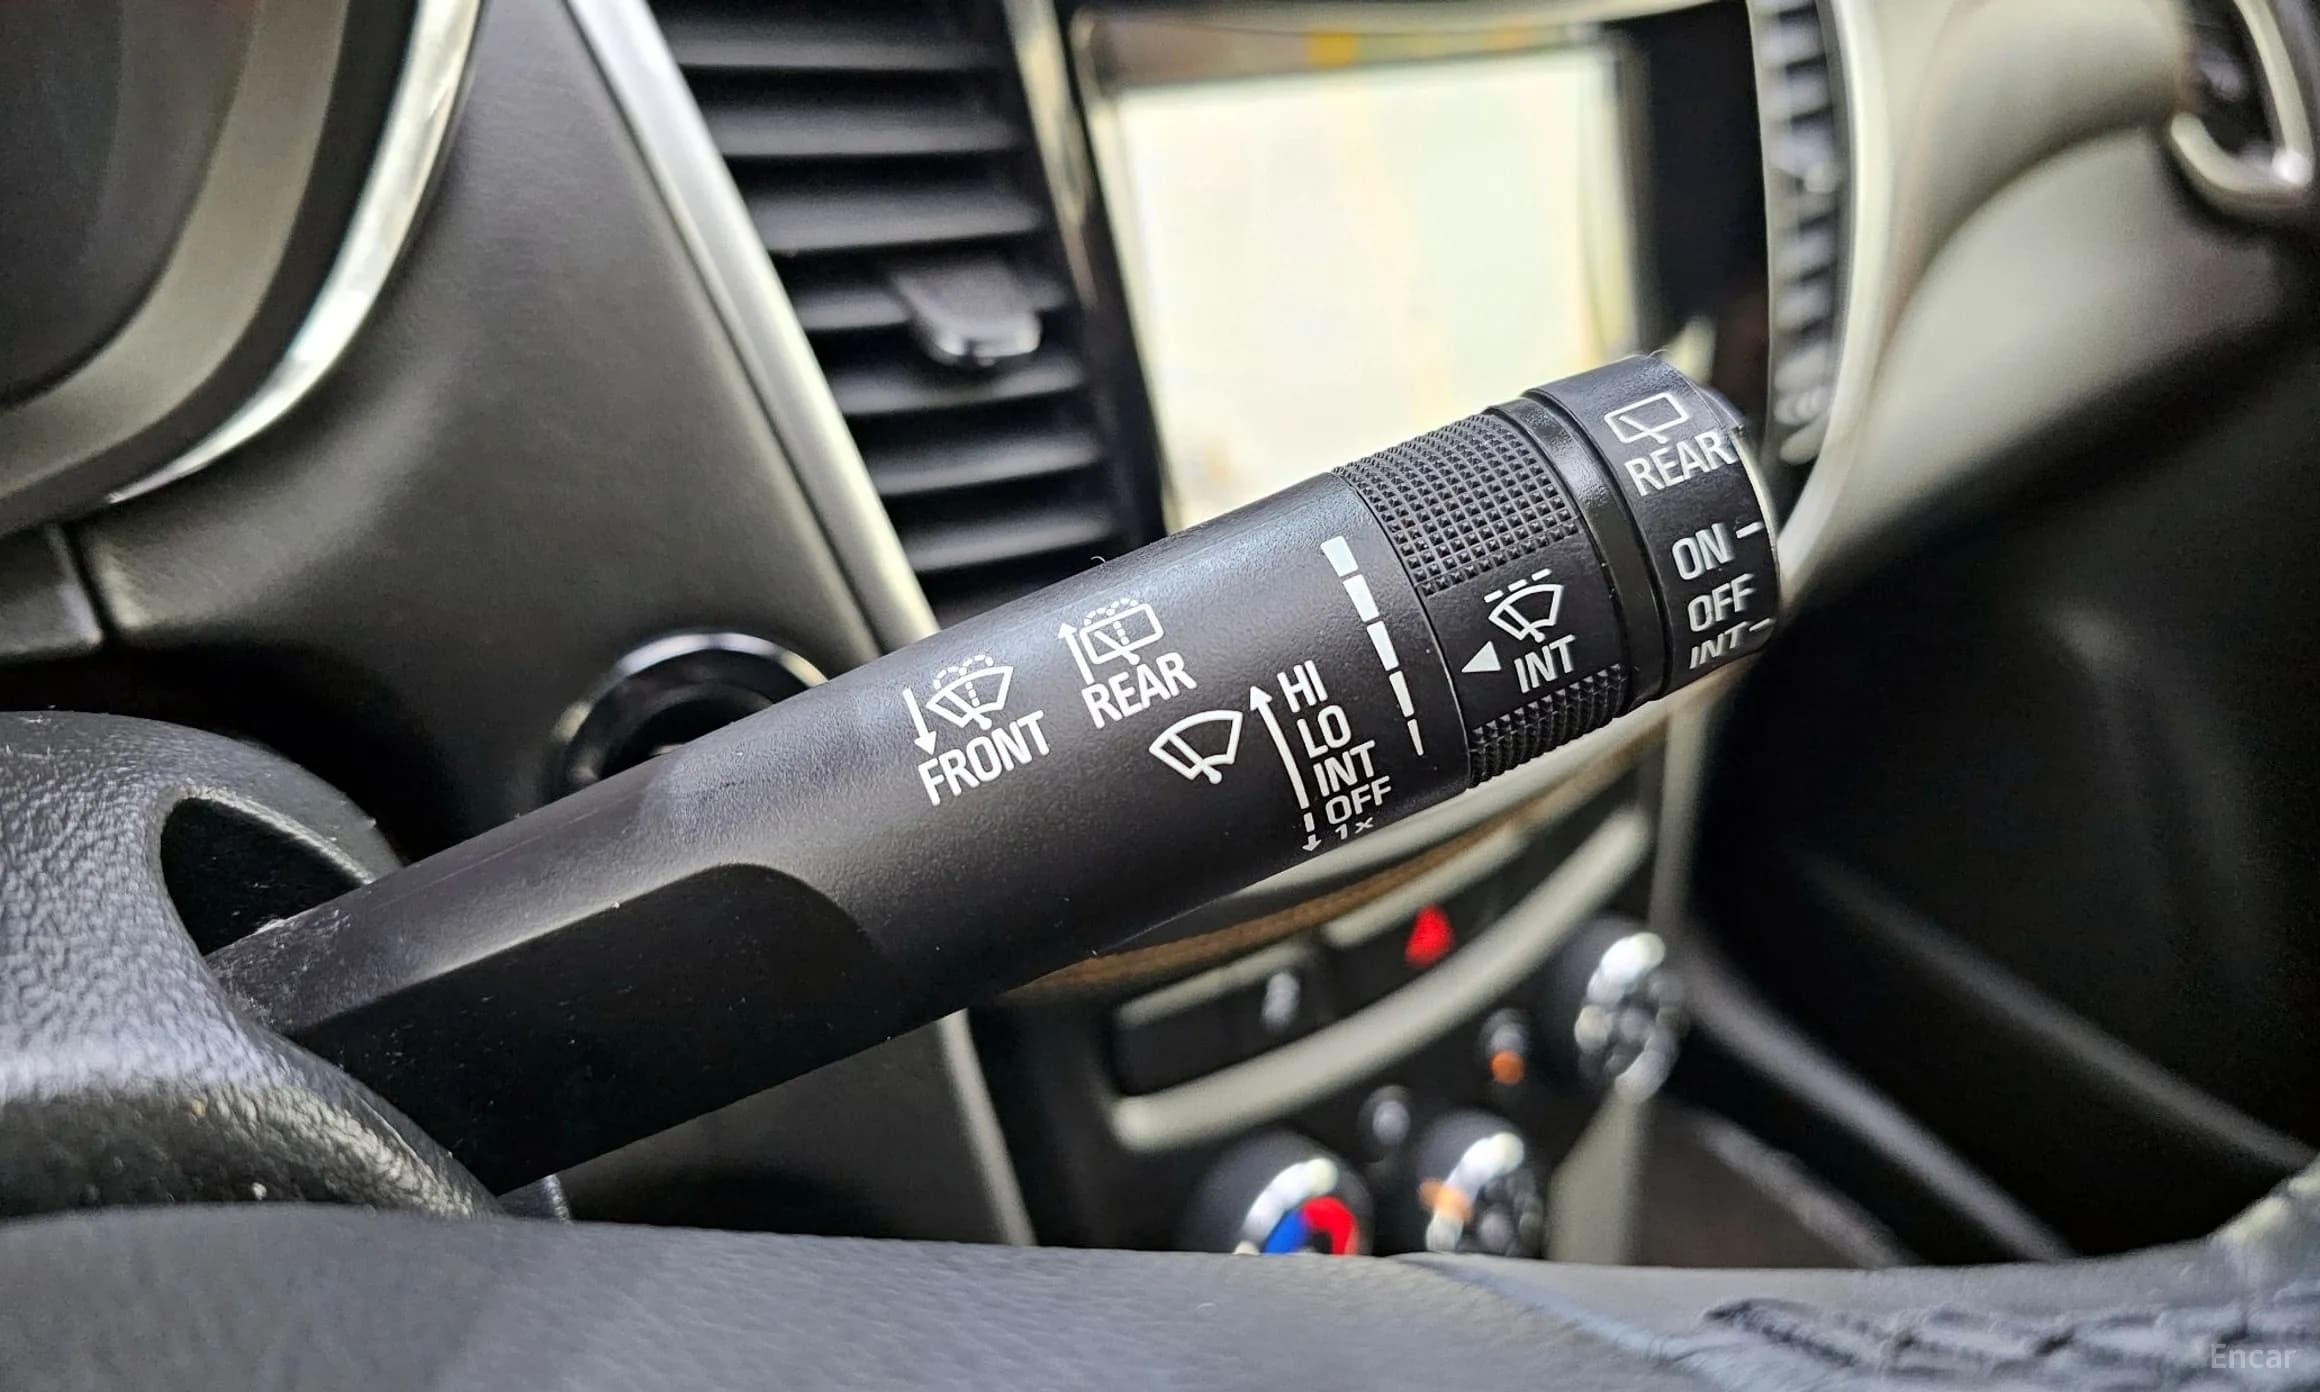 FRONT
REAR
HI
LO
INT
OFF
1x
INT
REAR
ON
OFF
INT
Encar